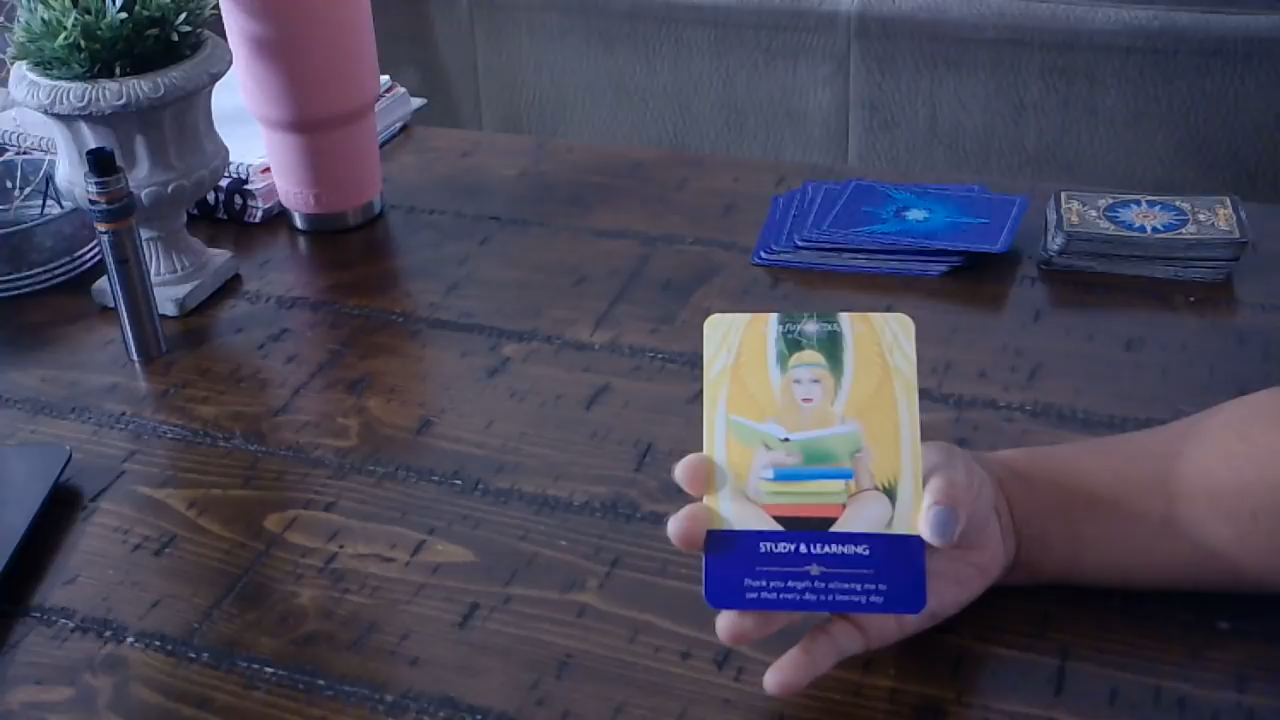 STUDY & LEARNING
Thank you Angels for allowing me to
see that every day is a learning day